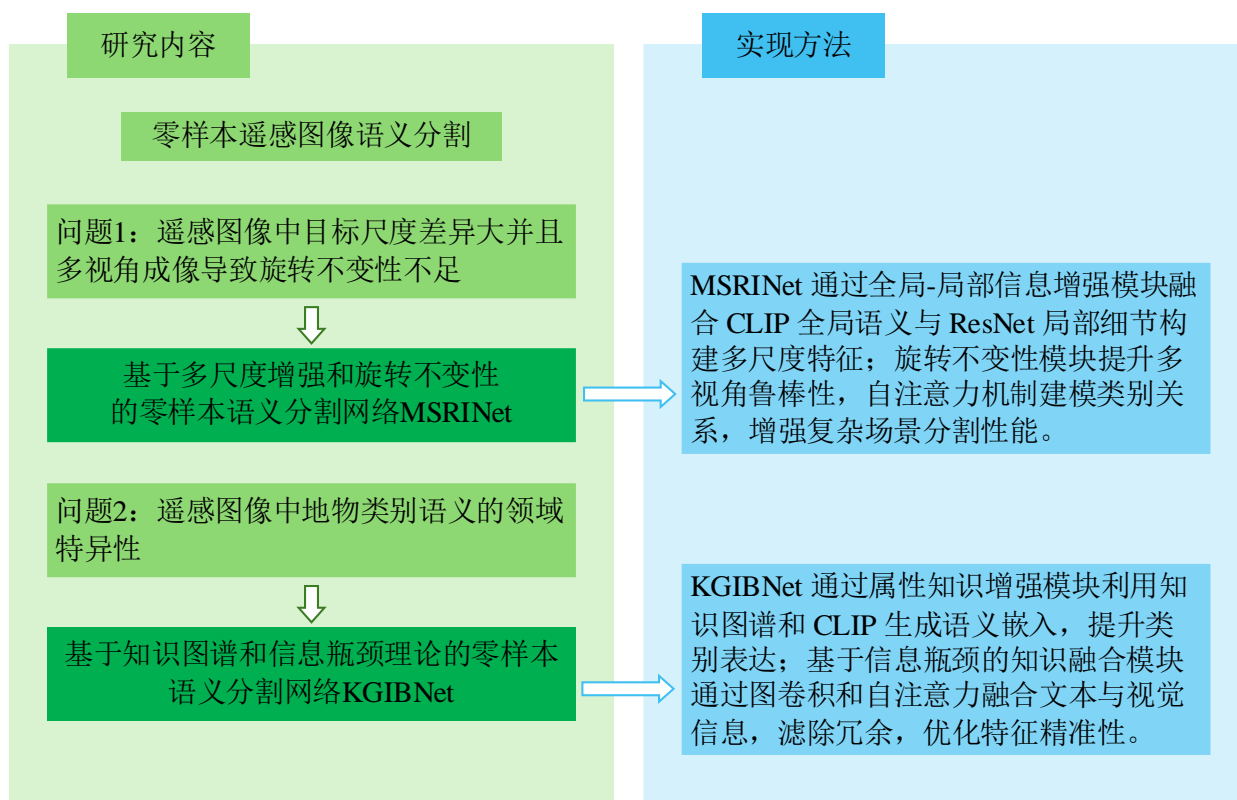 研究内容
零样本遥感图像语义分割
问题1：遥感图像中目标尺度差异大并且
多视角成像导致旋转不变性不足
基于多尺度增强和旋转不变性
的零样本语义分割网络MSRINet
问题2：遥感图像中地物类别语义的领域
特异性
基于知识图谱和信息瓶颈理论的零样本
语义分割网络KGIBNet
实现方法
MSRINet 通过全局-局部信息增强模块融
合 CLIP 全局语义与 ResNet 局部细节构
建多尺度特征；旋转不变性模块提升多
视角鲁棒性，自注意力机制建模类别关
系，增强复杂场景分割性能。
KGIBNet 通过属性知识增强模块利用知
识图谱和 CLIP 生成语义嵌入，提升类
别表达；基于信息瓶颈的知识融合模块
通过图卷积和自注意力融合文本与视觉
信息，滤除冗余，优化特征精准性。